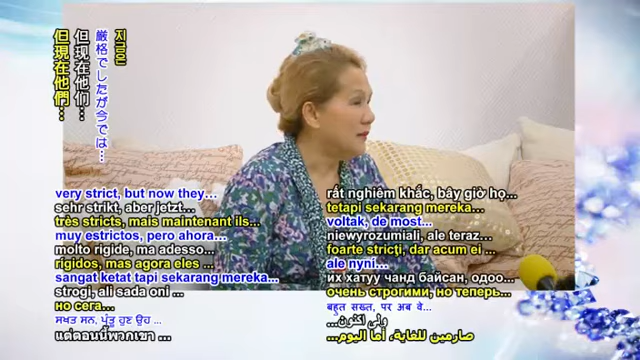 지금은
厳格でしたが今では…
但现在他们…
但現在他們…
very strict, but now they…
sehr strikt, aber jetzt…
très stricts, mais maintenant ils...
muy estrictos, pero ahora...
molto rigide, ma adesso...
rígidos, mas agora eles ...
sangat ketat tapi sekarang mereka...
strogi, ali sada onI ...
но сега...
ਸਖਤ ਸਨ, ਪ੍ਰੰਤੂ ਹੁਣ ਉਹ ...
แต่ตอนนี้พวกเขา ...
rất nghiêm khắc, bây giờ họ...
tetapi sekarang mereka...
voltak, de most...
niewyrozumiali, ale teraz...
foarte stricţi, dar acum ei ...
ale nyní...
их хатуу чанд байсан, одоо...
очень строгими, но теперь...
बहुत सख्त, पर अब वे...
ولی اکنون...
صارمين للغاية، أما اليوم...